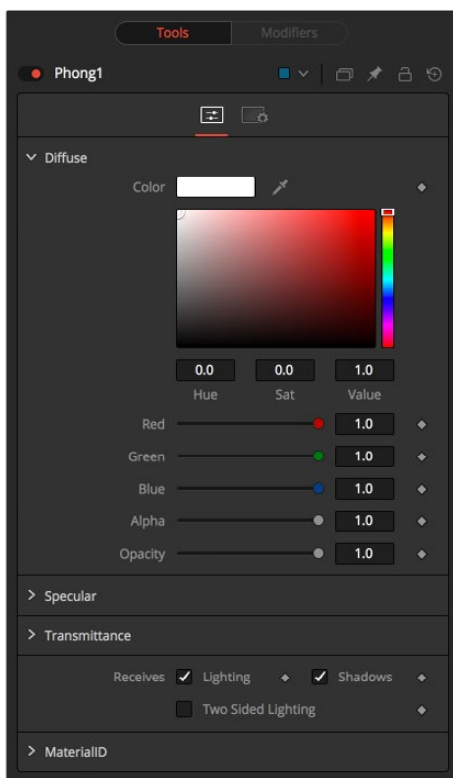 Tools Modifiers
Phong1
Diffuse
Color
0.0 0.0 1.0
Hue Sat Value
Red 1.0
Green 1.0
Blue 1.0
Alpha 1.0
Opacity 1.0
Specular
Transmittance
Receives Lighting Shadows
Two Sided Lighting
MaterialID